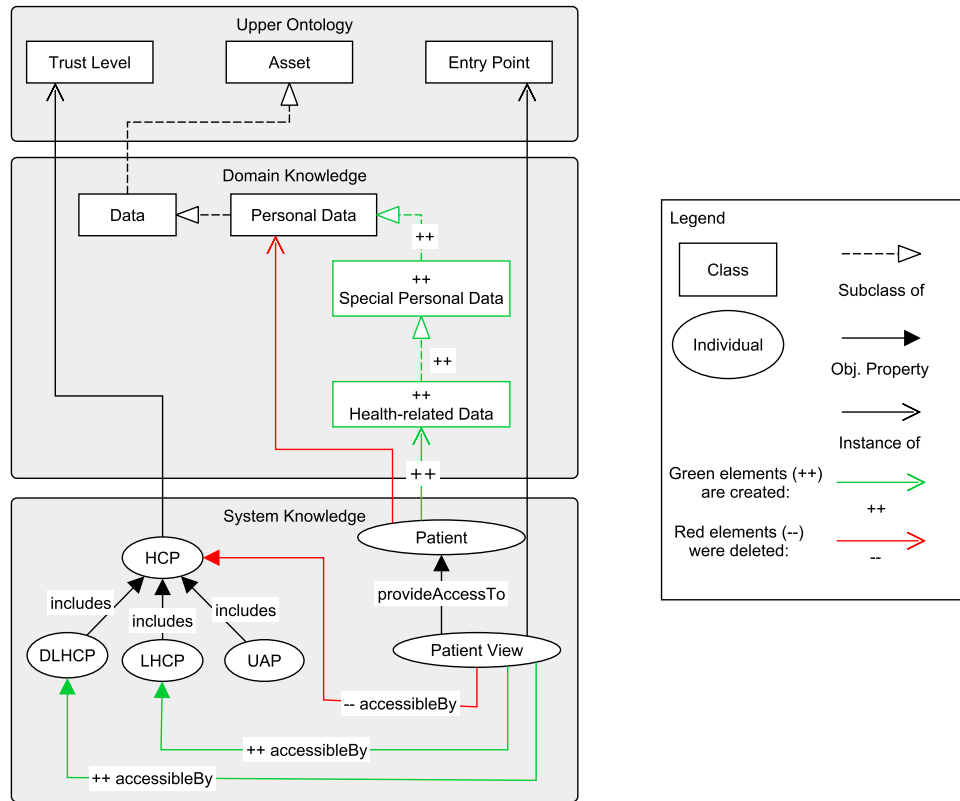 Upper Ontology
Trust Level
Asset
Entry Point
Domain Knowledge
Data
Personal Data
++
++
Special Personal Data
++
++
Health-related Data
++
System Knowledge
Patient
HCP
provideAccessTo
includes
includes
includes
DLHCP
LHCP
UAP
Patient View
-- accessibleBy
++ accessibleBy
++ accessibleBy
Legend
Class
Subclass of
Individual
Obj. Property
Instance of
Green elements (++)
are created:
++
Red elements (--)
were deleted:
--